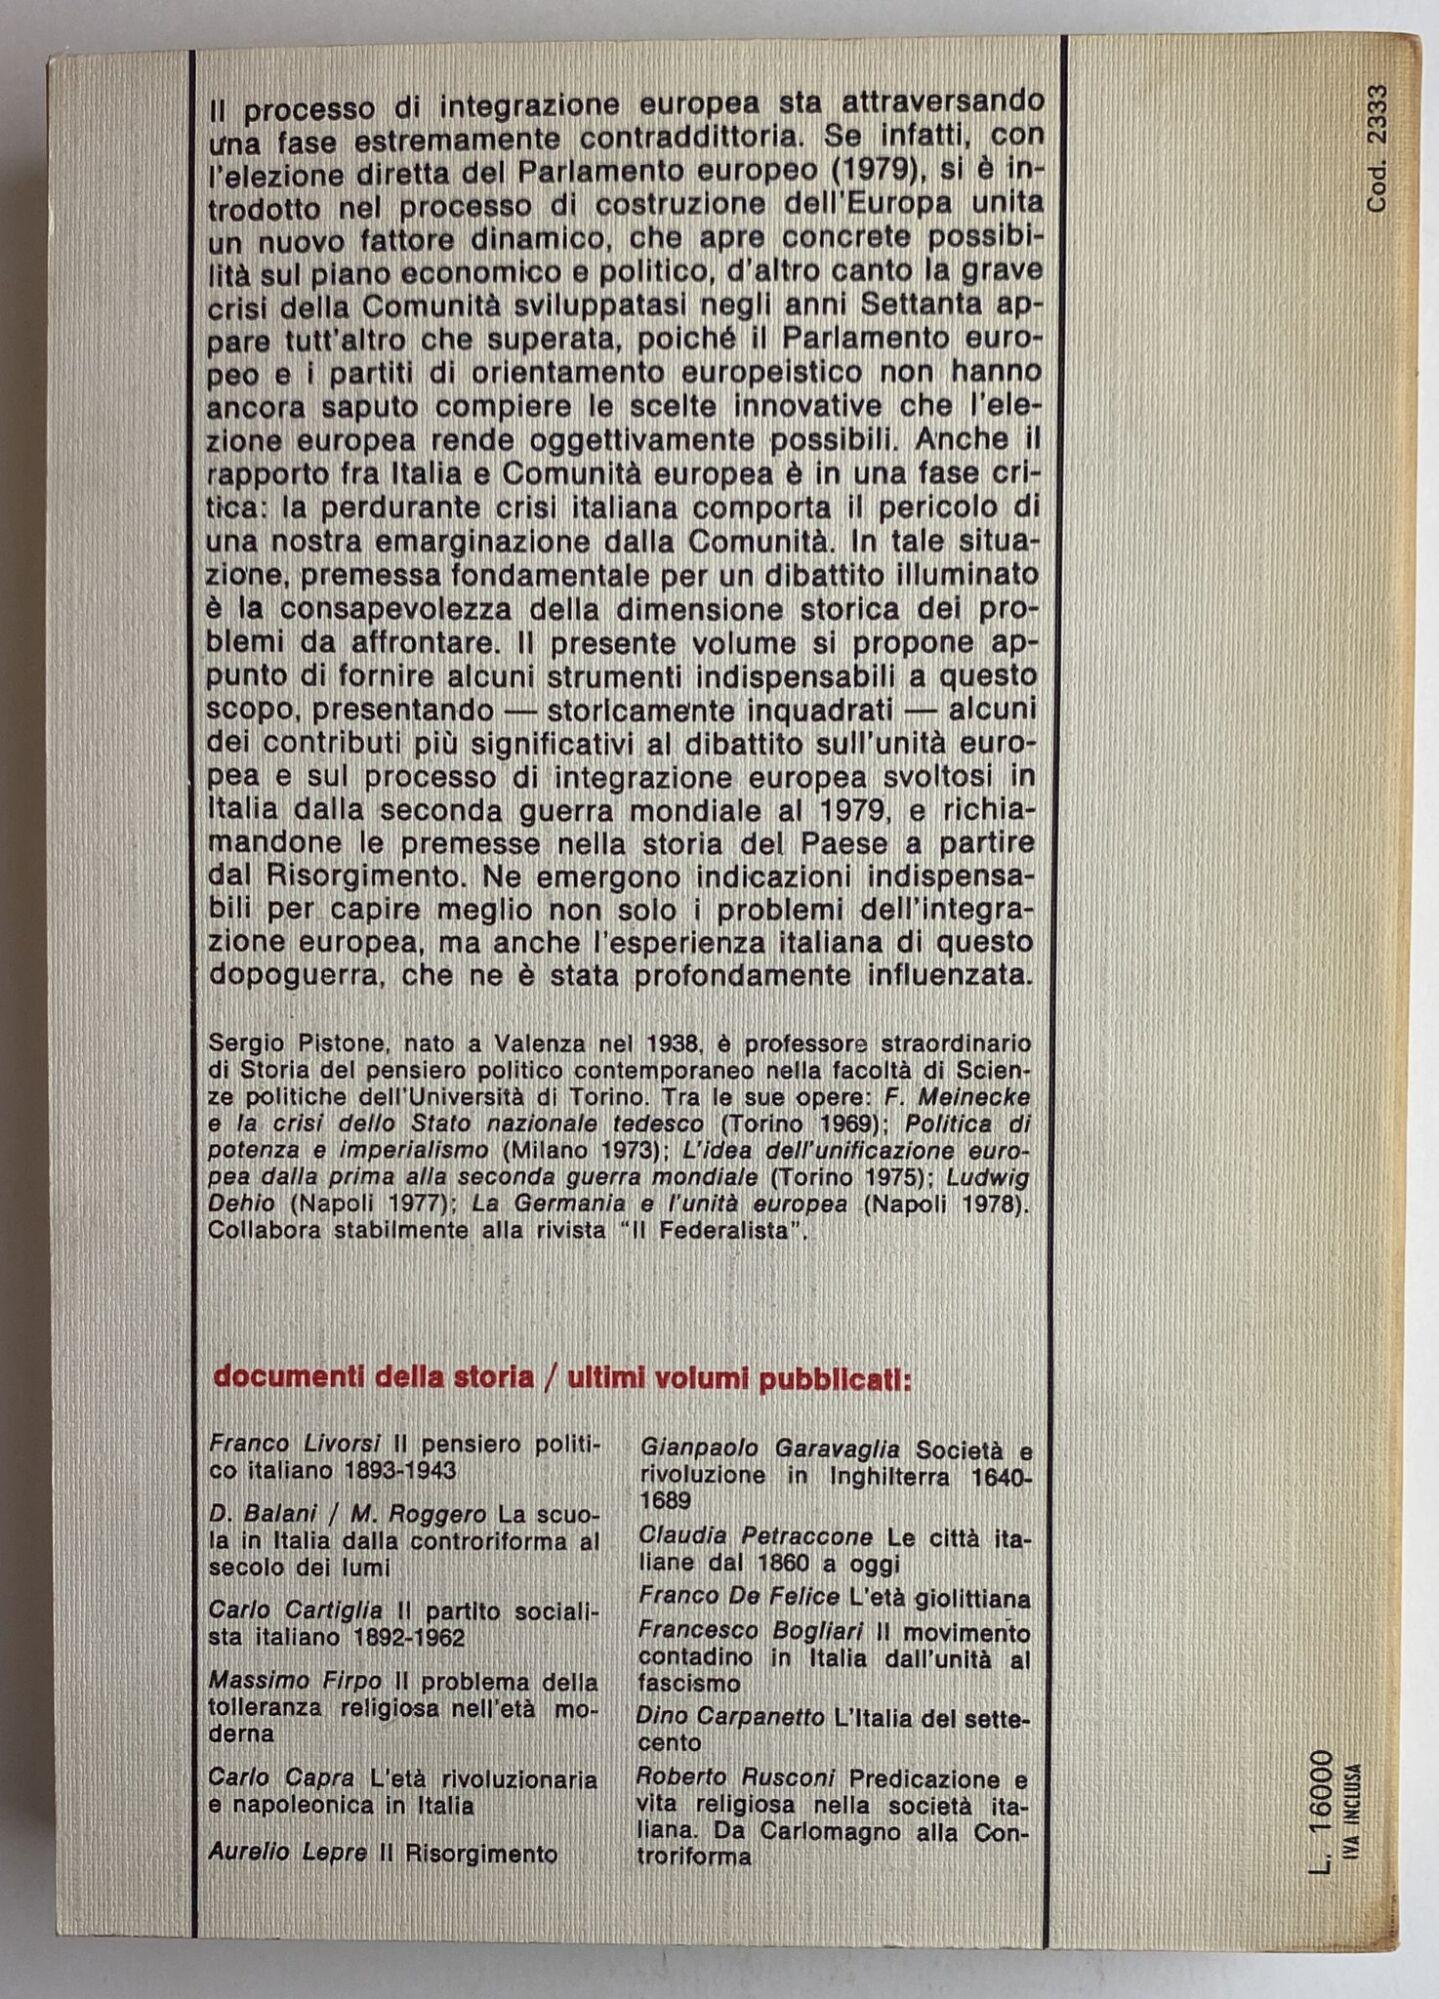 Il processo di integrazione europea sta attraversando
una fase estremamente contraddittoria. Se infatti, con
l'elezione diretta del Parlamento europeo (1979), si è in-
trodotto nel processo di costruzione dell'Europa unita
un nuovo fattore dinamico, che apre concrete possibi-
lità sul piano economico e politico, d'altro canto la grave
crisi della Comunità sviluppatasi negli anni Settanta ap-
pare tutt'altro che superata, poiché il Parlamento euro-
peo e i partiti di orientamento europeistico non hanno
ancora saputo compiere le scelte innovative che l'ele-
zione europea rende oggettivamente possibili. Anche il
rapporto fra Italia e Comunità europea è in una fase cri-
tica: la perdurante crisi italiana comporta il pericolo di
una nostra emarginazione dalla Comunità. In tale situa-
zione, premessa fondamentale per un dibattito illuminato
è la consapevolezza della dimensione storica dei pro-
blemi da affrontare. Il presente volume si propone ap-
punto di fornire alcuni strumenti indispensabili a questo
scopo, presentando — storicamente inquadrati — alcuni
dei contributi più significativi al dibattito sull'unità euro-
pea e sul processo di integrazione europea svoltosi in
Italia dalla seconda guerra mondiale al 1979, e richia-
mandone le premesse nella storia del Paese a partire
dal Risorgimento. Ne emergono indicazioni indispensa-
bili per capire meglio non solo i problemi dell'integra-
zione europea, ma anche l'esperienza italiana di questo
dopoguerra, che ne è stata profondamente influenzata.
Sergio Pistone, nato a Valenza nel 1938, è professore straordinario
di Storia del pensiero politico contemporaneo nella facoltà di Scien-
ze politiche dell'Università di Torino. Tra le sue opere: F. Meinecke
e la crisi dello Stato nazionale tedesco (Torino 1969); Politica di
potenza e imperialismo (Milano 1973); L'idea dell'unificazione euro-
pea dalla prima alla seconda guerra mondiale (Torino 1975); Ludwig
Dehio (Napoli 1977); La Germania e l'unità europea (Napoli 1978).
Collabora stabilmente alla rivista "Il Federalista".
documenti della storia / ultimi volumi pubblicati:
Franco Livorsi Il pensiero politi-
co italiano 1893-1943
D. Balani / M. Roggero La scuo-
la in Italia dalla controriforma al
secolo dei lumi
Carlo Cartiglia Il partito sociali-
sta italiano 1892-1962
Massimo Firpo Il problema della
tolleranza religiosa nell'età mo-
derna
Carlo Capra L'età rivoluzionaria
e napoleonica in Italia
Aurelio Lepre Il Risorgimento
Gianpaolo Garavaglia Società e
rivoluzione in Inghilterra 1640-
1689
Claudia Petraccone Le città ita-
liane dal 1860 a oggi
Franco De Felice L'età giolittiana
Francesco Bogliari Il movimento
contadino in Italia dall'unità al
fascismo
Dino Carpanetto L'Italia del sette-
cento
Roberto Rusconi Predicazione e
vita religiosa nella società ita-
liana. Da Carlomagno alla Con-
troriforma
Cod. 2333
L. 16000
IVA INCLUSA